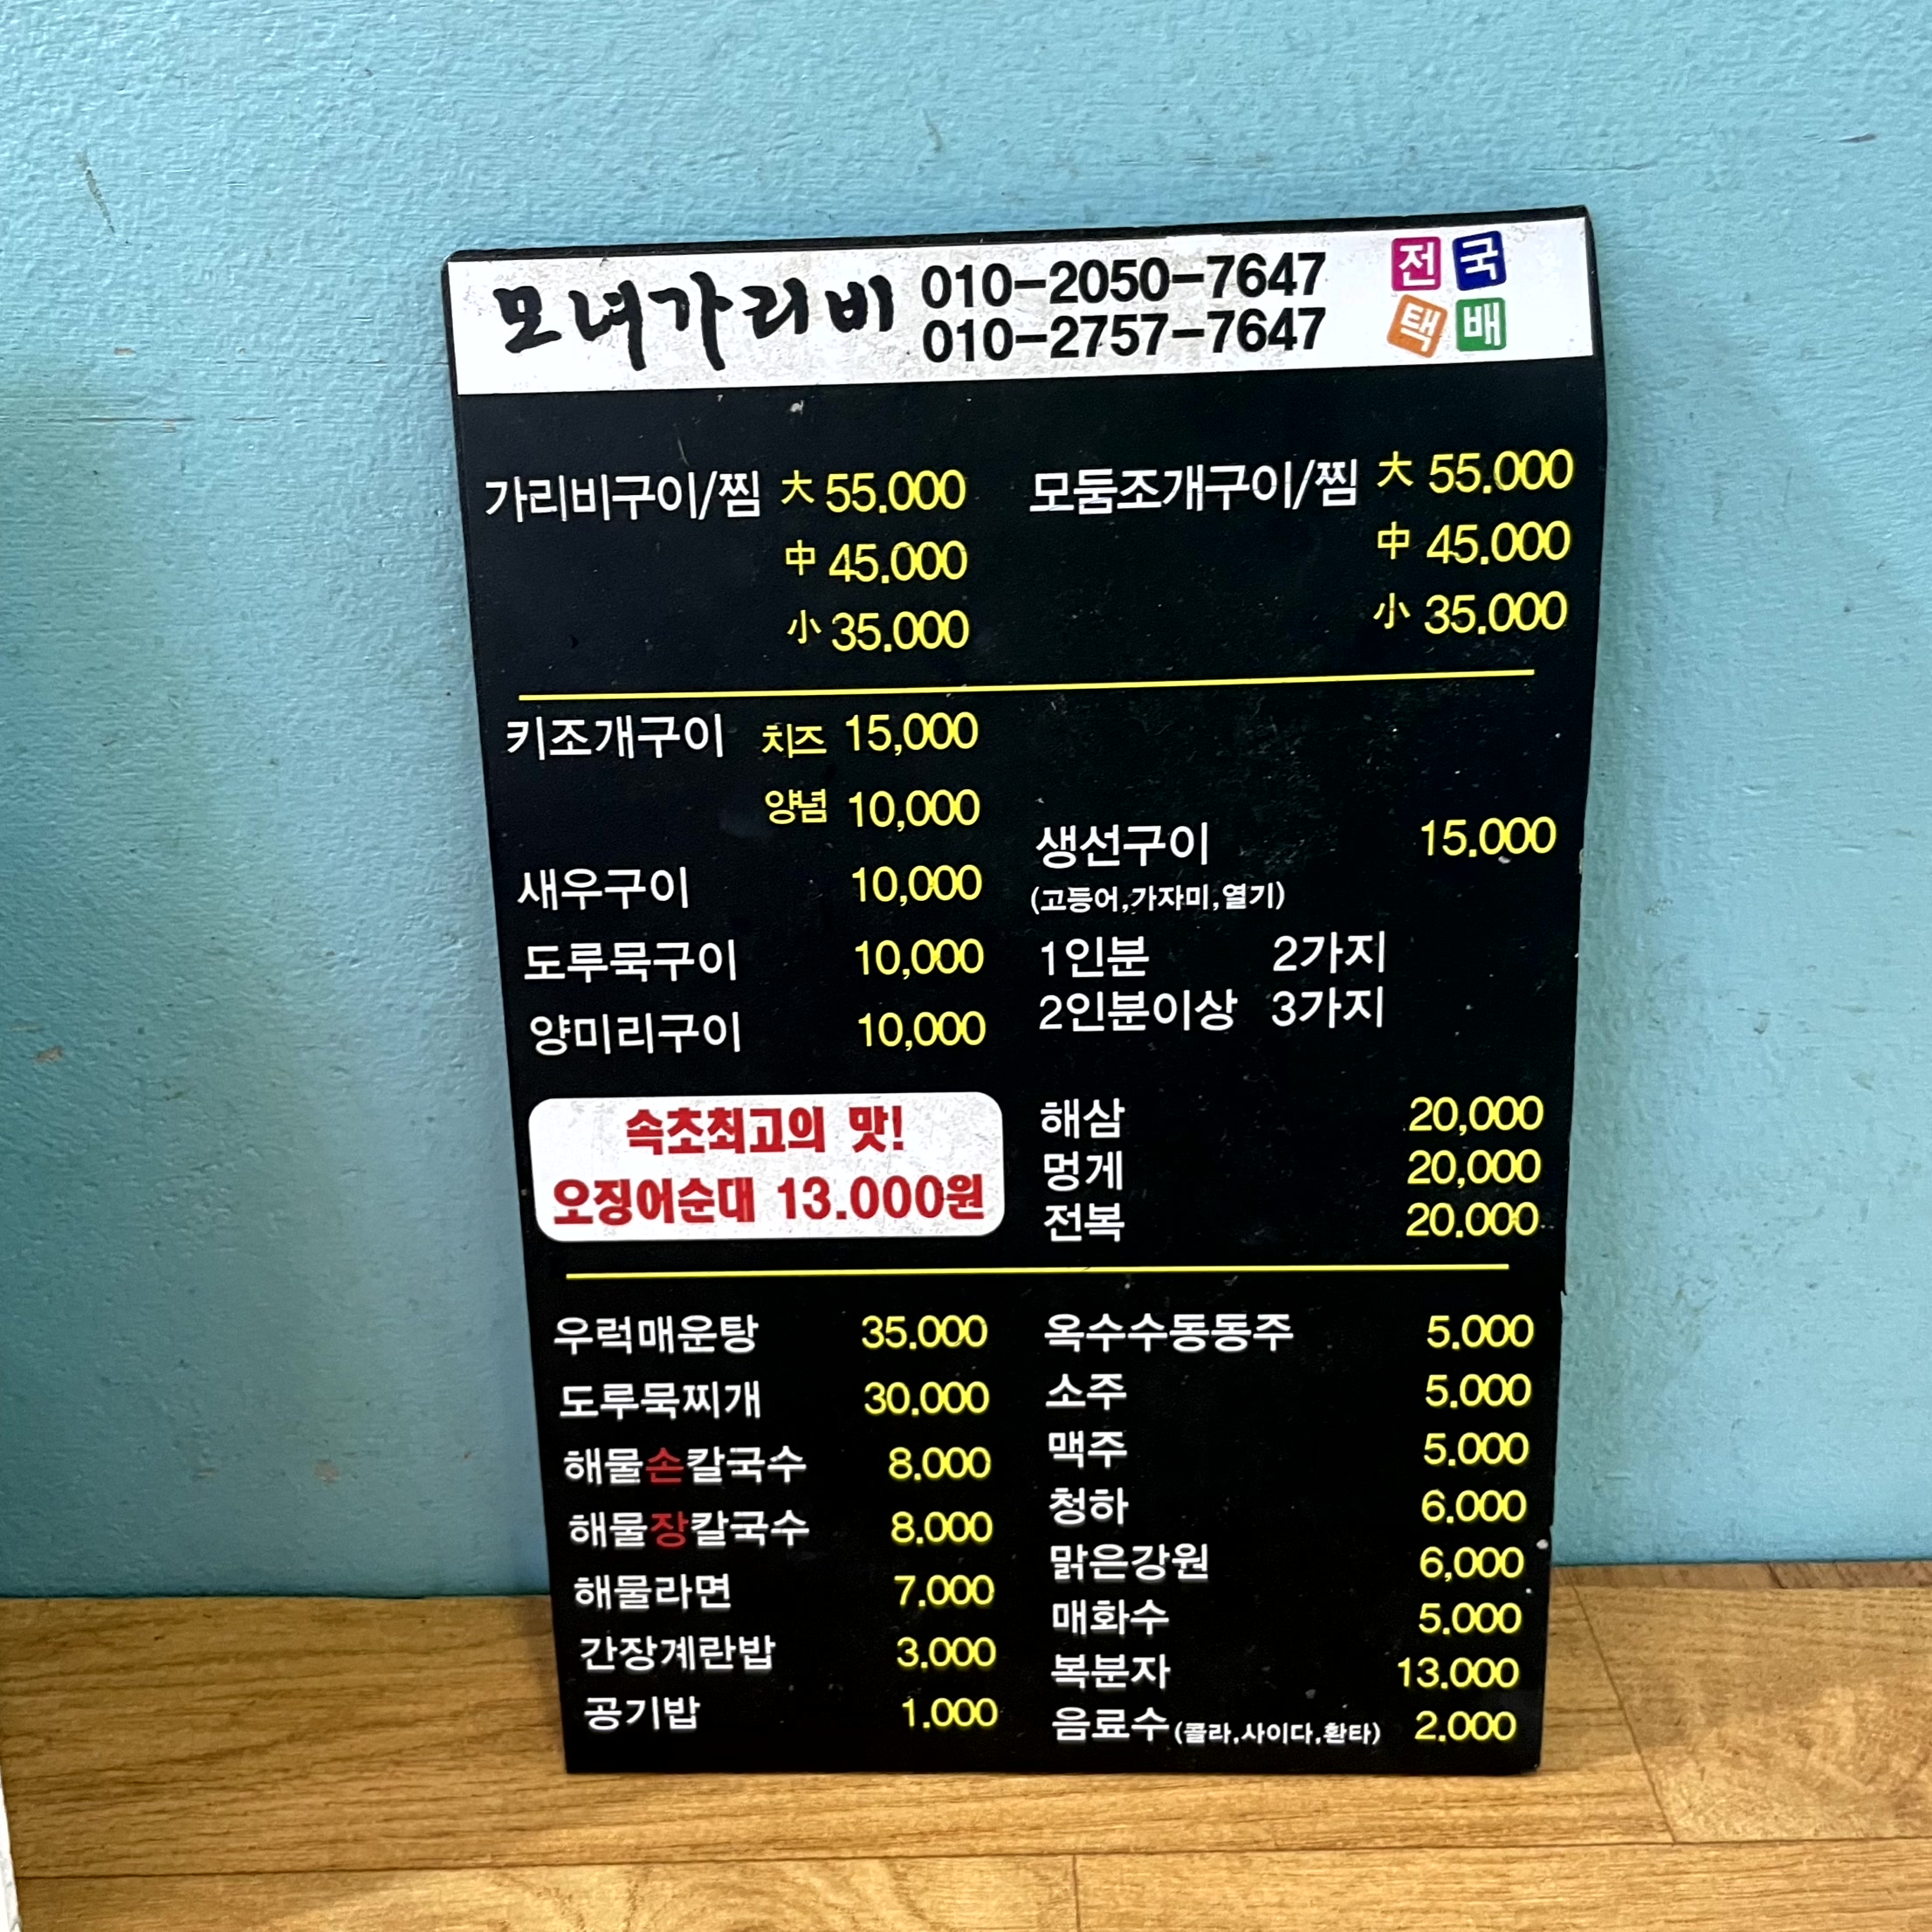 모녀가리비 010-2050-7647
010-2757-7647
전국
택배
가리비구이/찜 大 55.000
中 45.000
小 35.000
모둠조개구이/찜 大 55.000
中 45.000
小 35.000
키조개구이 치즈 15,000
양념 10,000
새우구이 10,000
도루묵구이 10,000
양미리구이 10,000
생선구이 15.000
(고등어,가자미,열기)
1인분 2가지
2인분이상 3가지
속초최고의 맛!
오징어순대 13.000원
해삼 20,000
멍게 20,000
전복 20.000
우럭매운탕 35.000
도루묵찌개 30.000
해물손칼국수 8.000
해물장칼국수 8.000
해물라면 7.000
간장계란밥 3.000
공기밥 1.000
옥수수동동주 5.000
소주 5.000
맥주 5.000
청하 6.000
맑은강원 6,000
매화수 5.000
복분자 13.000
음료수(콜라,사이다,환타) 2.000